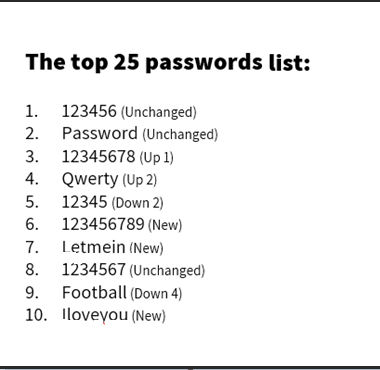 The top 25 passwords list:
1. 123456 (Unchanged)
2. Password (Unchanged)
3. 12345678 (Up 1)
4. Qwerty (Up 2)
5. 12345 (Down 2)
6. 123456789 (New)
7. Letmein (New)
8. 1234567 (Unchanged)
9. Football (Down 4)
10. Iloveyou (New)